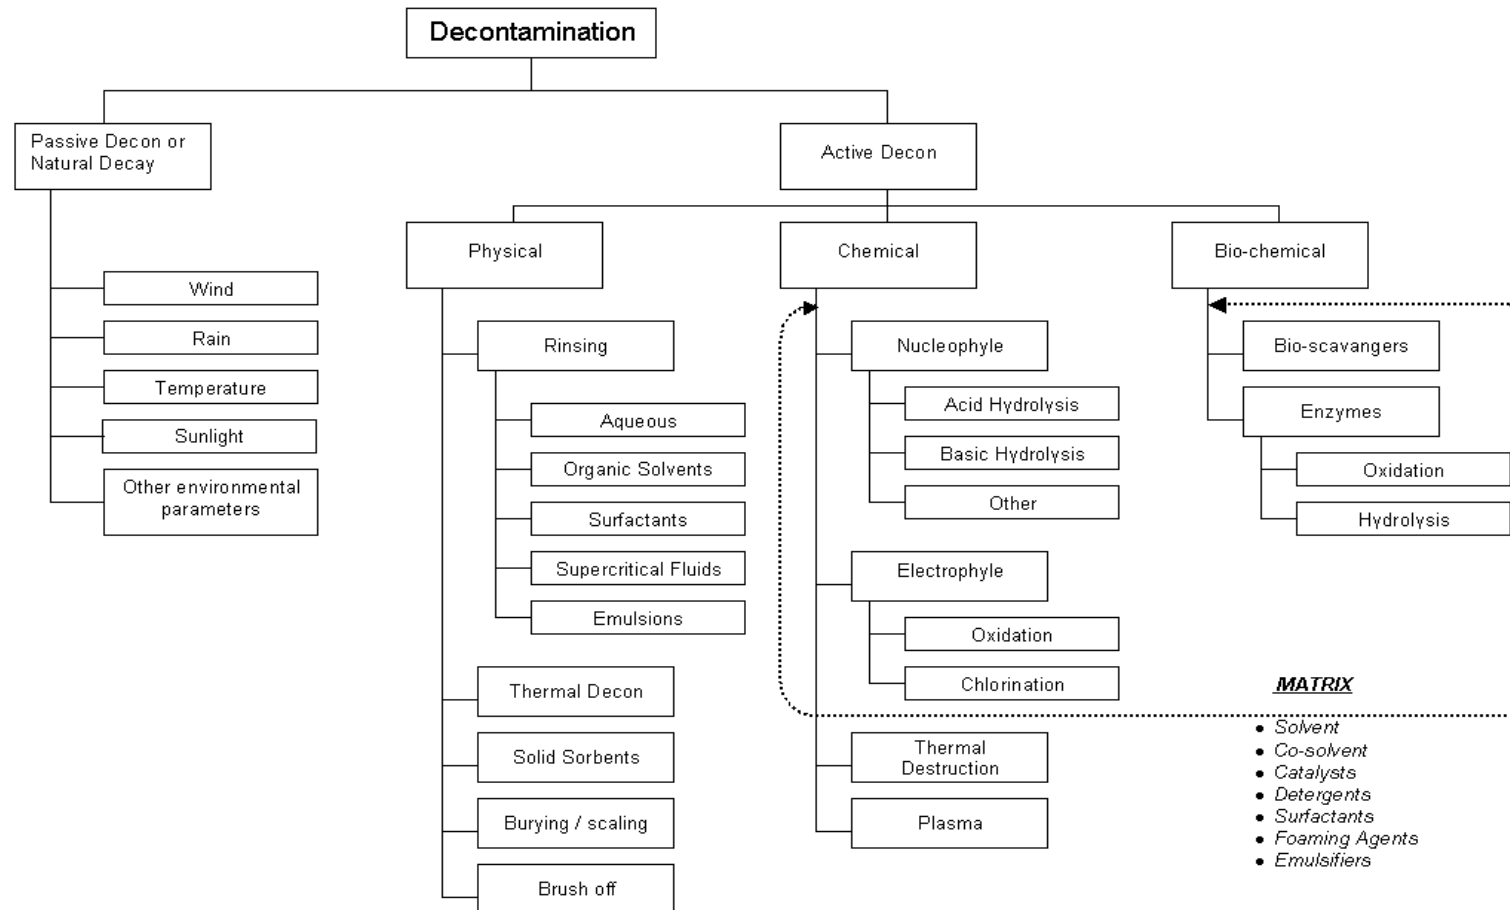 Decontamination
Passive Decon or
Natural Decay
Active Decon
Physical
Chemical
Bio-chemical
Wind
Rain
Temperature
Sunlight
Other environmental
parameters
Rinsing
Aqueous
Organic Solvents
Surfactants
Supercritical Fluids
Emulsions
Thermal Decon
Solid Sorbents
Burying / scaling
Brush off
Nucleophyle
Acid Hydrolysis
Basic Hydrolysis
Other
Electrophyle
Oxidation
Chlorination
Thermal
Destruction
Plasma
Bio-scavangers
Enzymes
Oxidation
Hydrolysis
MATRIX
• Solvent
• Co-solvent
• Catalysts
• Detergents
• Surfactants
• Foaming Agents
• Emulsifiers